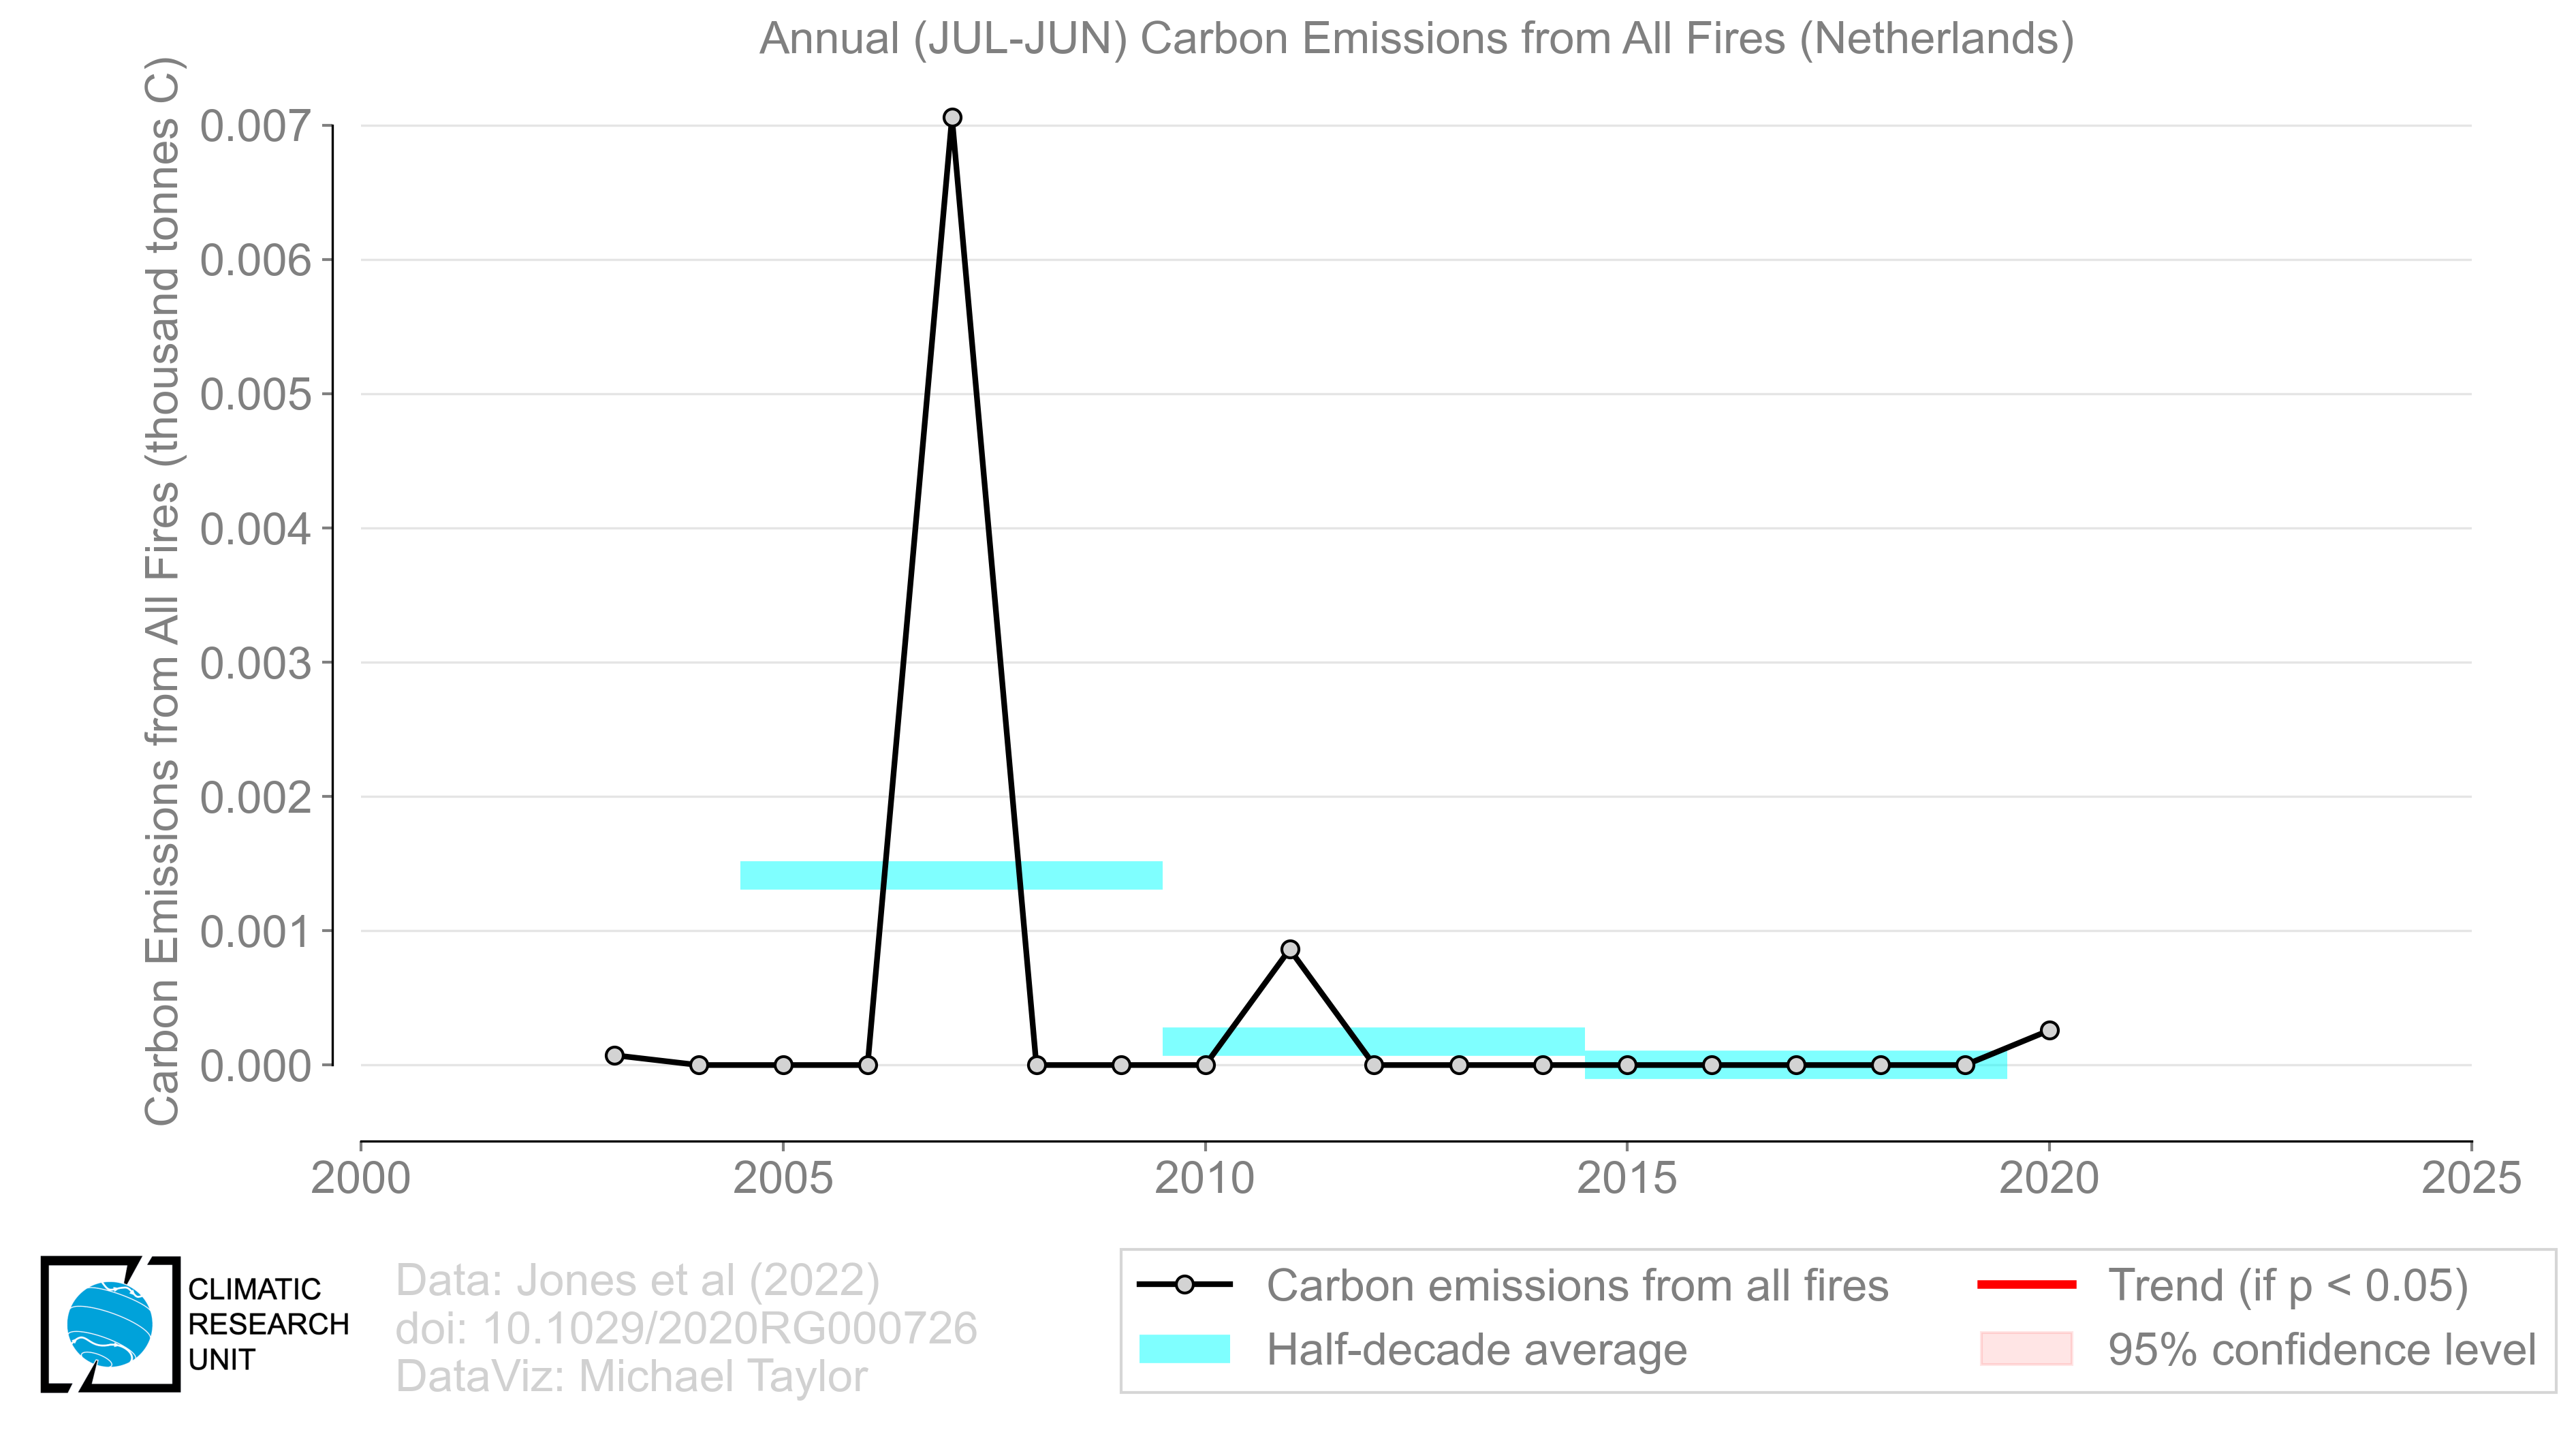 Annual (JUL-JUN) Carbon Emissions from All Fires (Netherlands)
Carbon Emissions from All Fires (thousand tonnes C)
0.007
0.006
0.005
0.004
0.003
0.002
0.001
0.000
2000 2005 2010 2015 2020 2025
CLIMATIC
RESEARCH
UNIT
Data: Jones et al (2022)
doi: 10.1029/2020RG000726
DataViz: Michael Taylor
Carbon emissions from all fires
Half-decade average
Trend (if p < 0.05)
95% confidence level